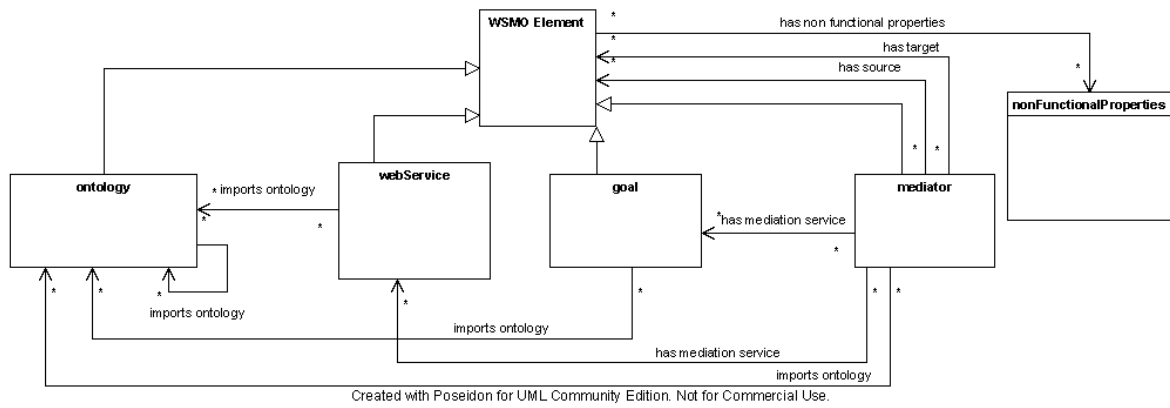 WSMO Element
*
has non functional properties
*
has target
*
has source
*
nonFunctionalProperties
* *
ontology
* imports ontology
*
*
webService
goal
mediator
*
has mediation service
*
*
imports ontology
*
*
*
*
*
*
imports ontology
has mediation service
imports ontology
Created with Poseidon for UML Community Edition. Not for Commercial Use.